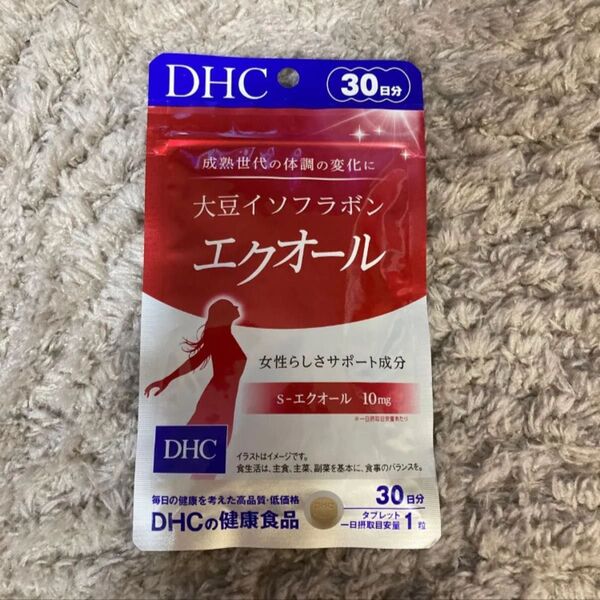 DHC
30日分
成熟世代の体調の変化に
大豆イソフラボン
エクオール
女性らしさサポート成分
S-エクオール 10mg
※一日摂取目安量あたり
DHC
イラストはイメージです。
食生活は、主食、主菜、副菜を基本に、食事のバランスを。
毎日の健康を考えた高品質・低価格
DHCの健康食品
30日分
タブレット
一日摂取目安量 1粒